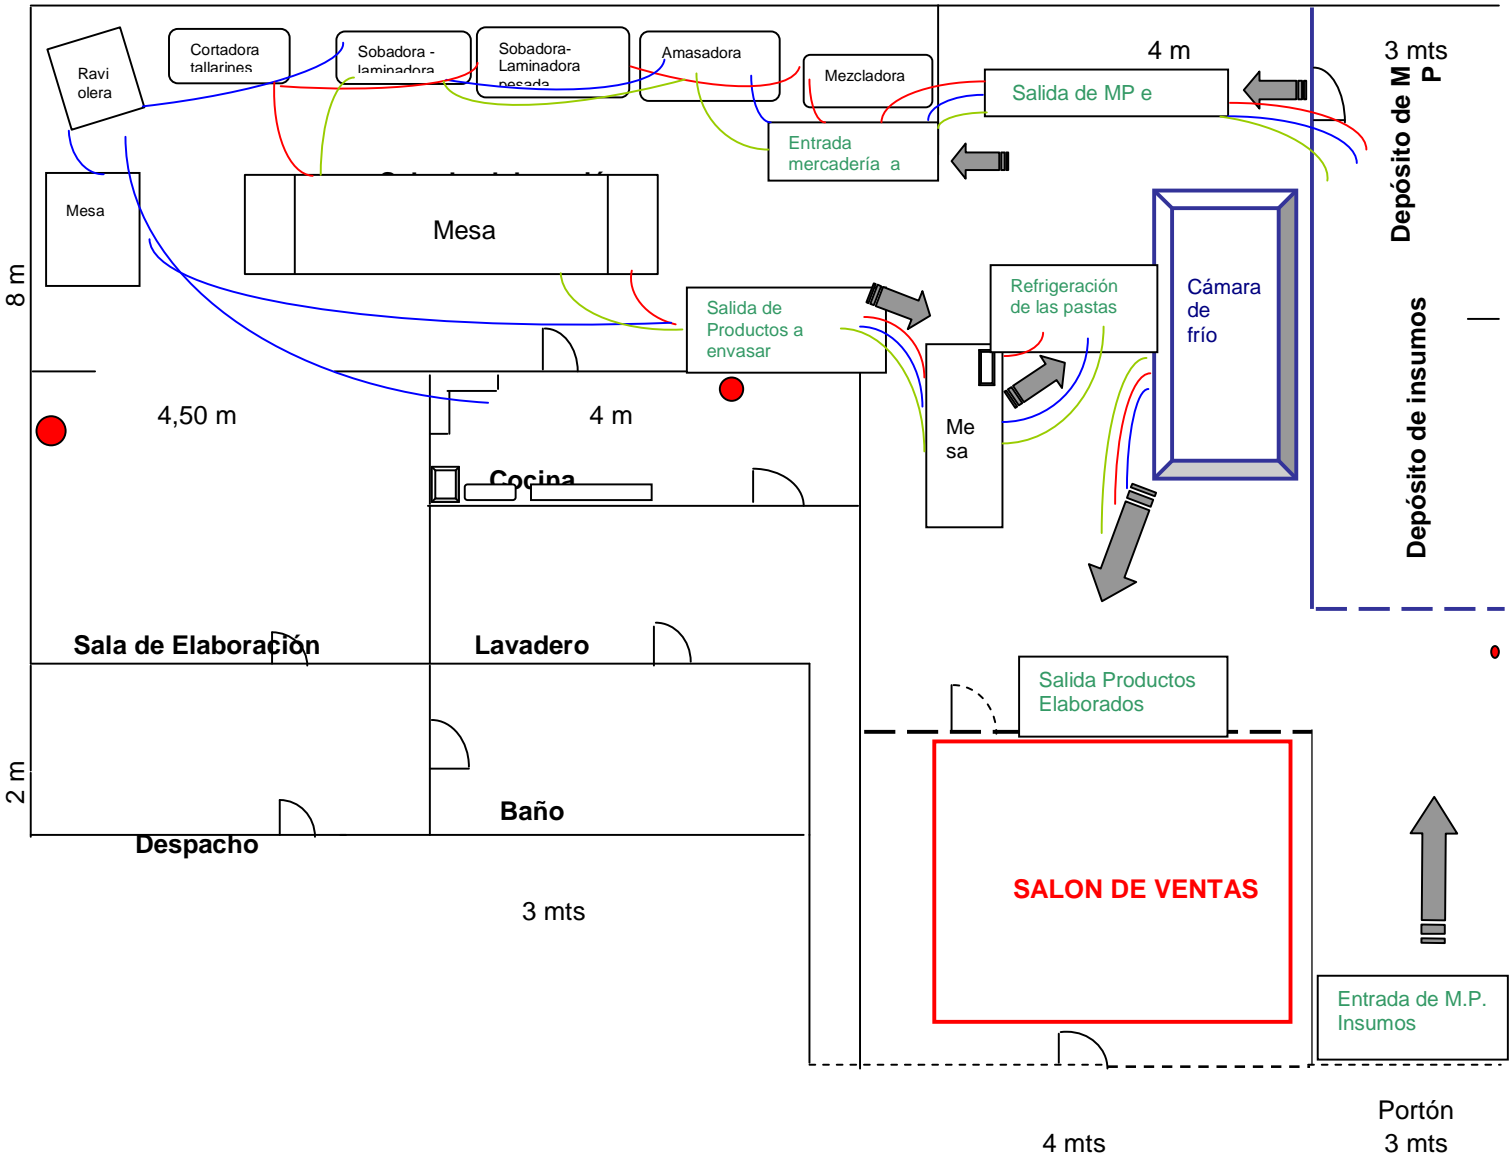 Ravi
olera
Cortadora
tallarines
Sobadora -
laminadora
Sobadora-
Laminadora
pesada
Amasadora
Mezcladora
4 m
3 mts
Salida de MP e
Entrada
mercadería a
Depósito de M
P
Mesa
Mesa
8 m
Salida de
Productos a
envasar
Refrigeración
de las pastas
Cámara
de
frío
Depósito de insumos
4,50 m
4 m
Me
sa
Cocina
Sala de Elaboración
Lavadero
Salida Productos
Elaborados
2 m
Baño
Despacho
SALON DE VENTAS
3 mts
Entrada de M.P.
Insumos
Portón
4 mts
3 mts